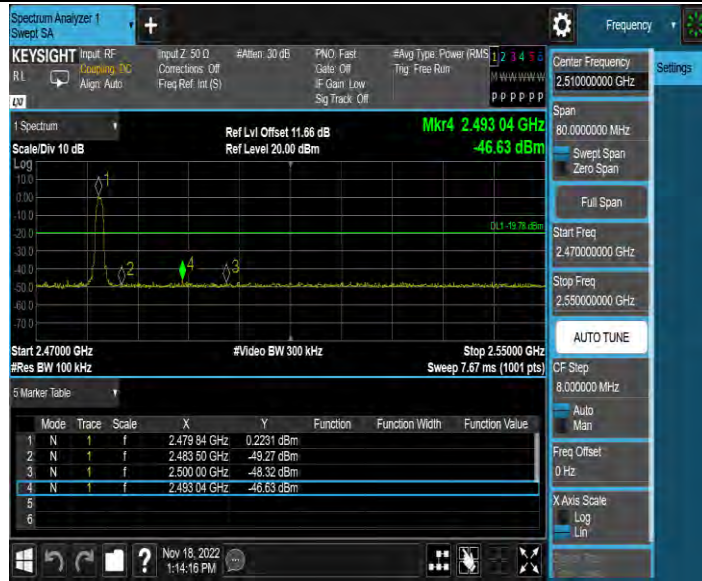 Spectrum Analyzer 1
Swept SA
+
Frequency
KEYSIGHT
R L
LXI
Input: RF
Coupling: DC
Align: Auto
Input Z: 50 Ω
Corrections: Off
Freq Ref: Int (S)
#Atten: 30 dB
PNO: Fast
Gate: Off
IF Gain: Low
Sig Track: Off
#Avg Type: Power (RMS
Trig: Free Run
1 2 3 4 5 6
M W W W W W
P P P P P P
Center Frequency
2.510000000 GHz
Settings
Span
80.0000000 MHz
Swept Span
Zero Span
Full Span
Start Freq
2.470000000 GHz
Stop Freq
2.550000000 GHz
AUTO TUNE
CF Step
8.000000 MHz
Auto
Man
Freq Offset
0 Hz
X Axis Scale
Log
Lin
1 Spectrum
Scale/Div 10 dB
Ref Lvl Offset 11.66 dB
Ref Level 20.00 dBm
Mkr4 2.493 04 GHz
-46.63 dBm
Log
10.0
0.00
-10.0
-20.0
-30.0
-40.0
-50.0
-60.0
-70.0
1
2
4
3
DL1 -19.78 dBm
Start 2.47000 GHz
#Video BW 300 kHz
Stop 2.55000 GHz
#Res BW 100 kHz
Sweep 7.67 ms (1001 pts)
5 Marker Table
Mode Trace Scale X Y Function Function Width Function Value
1 N 1 f 2.479 84 GHz 0.2231 dBm
2 N 1 f 2.483 50 GHz -49.27 dBm
3 N 1 f 2.500 00 GHz -48.32 dBm
4 N 1 f 2.493 04 GHz -46.63 dBm
5
6
?
Nov 18, 2022
1:14:16 PM